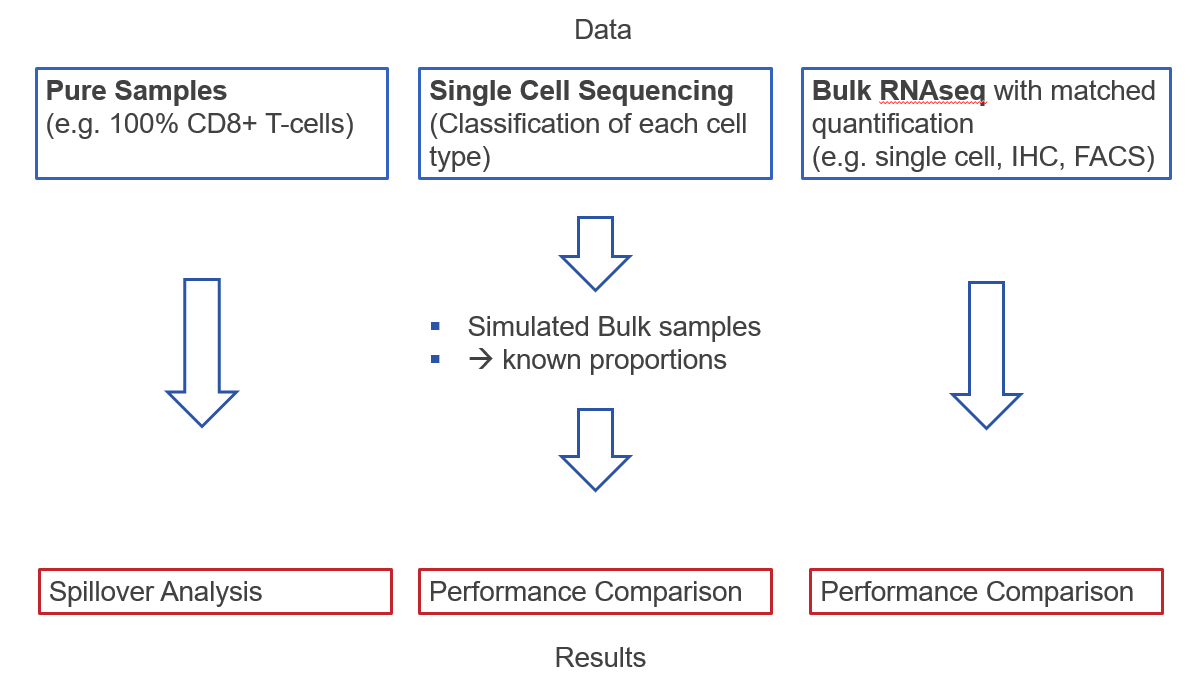 Data
Pure Samples
(e.g. 100% CD8+ T-cells)
Single Cell Sequencing
(Classification of each cell
type)
Bulk RNAseq with matched
quantification
(e.g. single cell, IHC, FACS)
▪ Simulated Bulk samples
▪ → known proportions
Spillover Analysis
Performance Comparison
Performance Comparison
Results